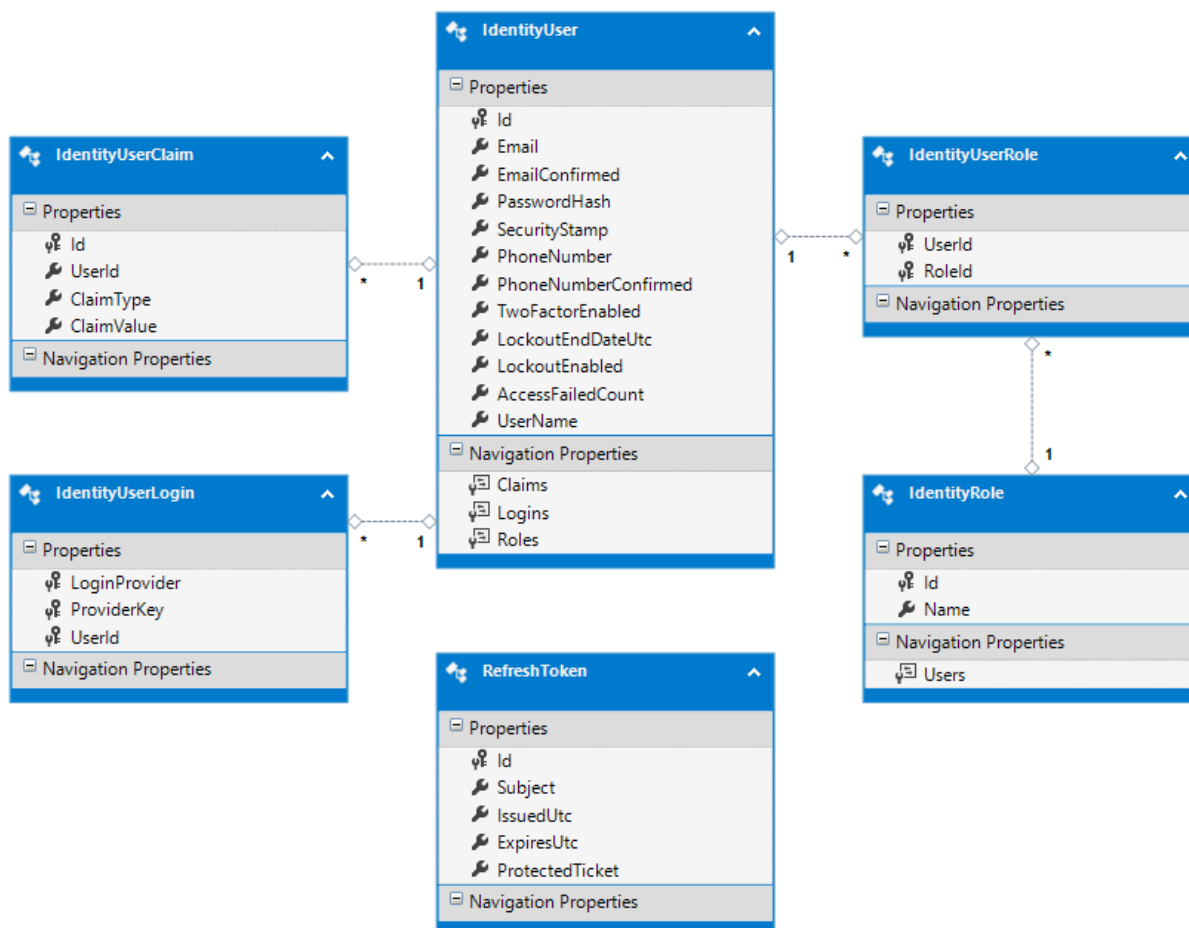 IdentityUser
Properties
Id
Email
EmailConfirmed
PasswordHash
SecurityStamp
PhoneNumber
PhoneNumberConfirmed
TwoFactorEnabled
LockoutEndDateUtc
LockoutEnabled
AccessFailedCount
UserName
Navigation Properties
Claims
Logins
Roles
IdentityUserClaim
Properties
Id
UserId
ClaimType
ClaimValue
Navigation Properties
* 1
IdentityUserRole
Properties
UserId
RoleId
Navigation Properties
1 *
*
1
IdentityUserLogin
Properties
LoginProvider
ProviderKey
UserId
Navigation Properties
* 1
IdentityRole
Properties
Id
Name
Navigation Properties
Users
RefreshToken
Properties
Id
Subject
IssuedUtc
ExpiresUtc
ProtectedTicket
Navigation Properties